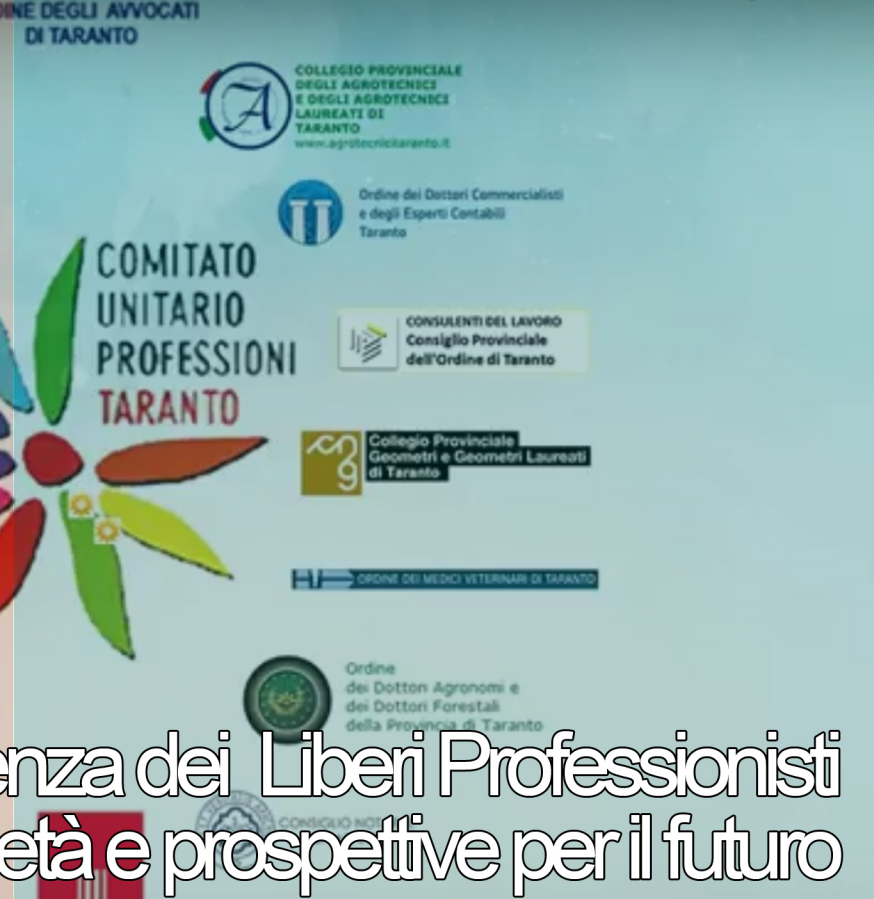 DEGLI AVVOCATI
DI TARANTO
COLLEGIO PROVINCIALE
DEGLI AGROTECNICI
E DEGLI AGROTECNICI
LAUREATI DI
TARANTO
www.agrotecnicitaranto.it
Ordine dei Dottori Commercialisti
e degli Esperti Contabili
Taranto
COMITATO
UNITARIO
PROFESSIONI
TARANTO
CONSULENTI DEL LAVORO
Consiglio Provinciale
dell'Ordine di Taranto
Collegio Provinciale
Geometri e Geometri Laureati
di Taranto
ORDINE DEI MEDICI VETERINARI DI TARANTO
Ordine
dei Dottori Agronomi e
dei Dottori Forestali
della Provincia di Taranto
enza dei Liberi Professionisti
CONSIGLIO
età e prospettive per il futuro